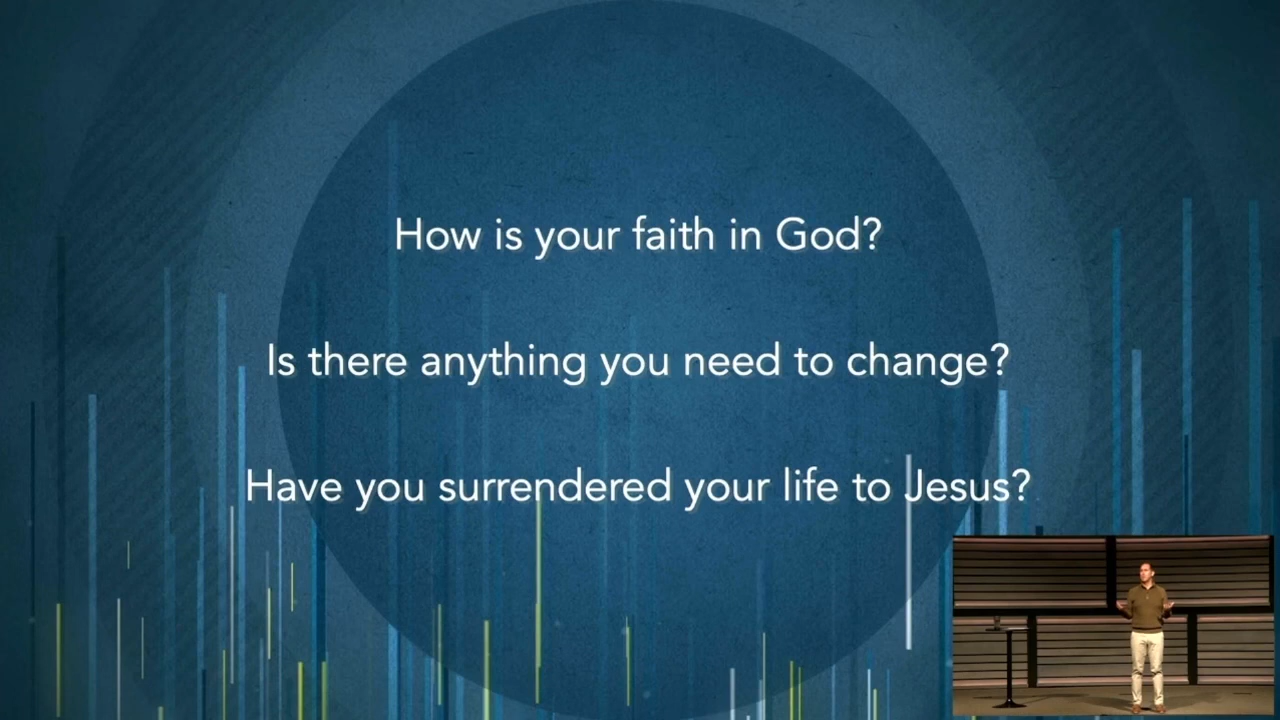 How is your faith in God?
Is there anything you need to change?
Have you surrendered your life to Jesus?